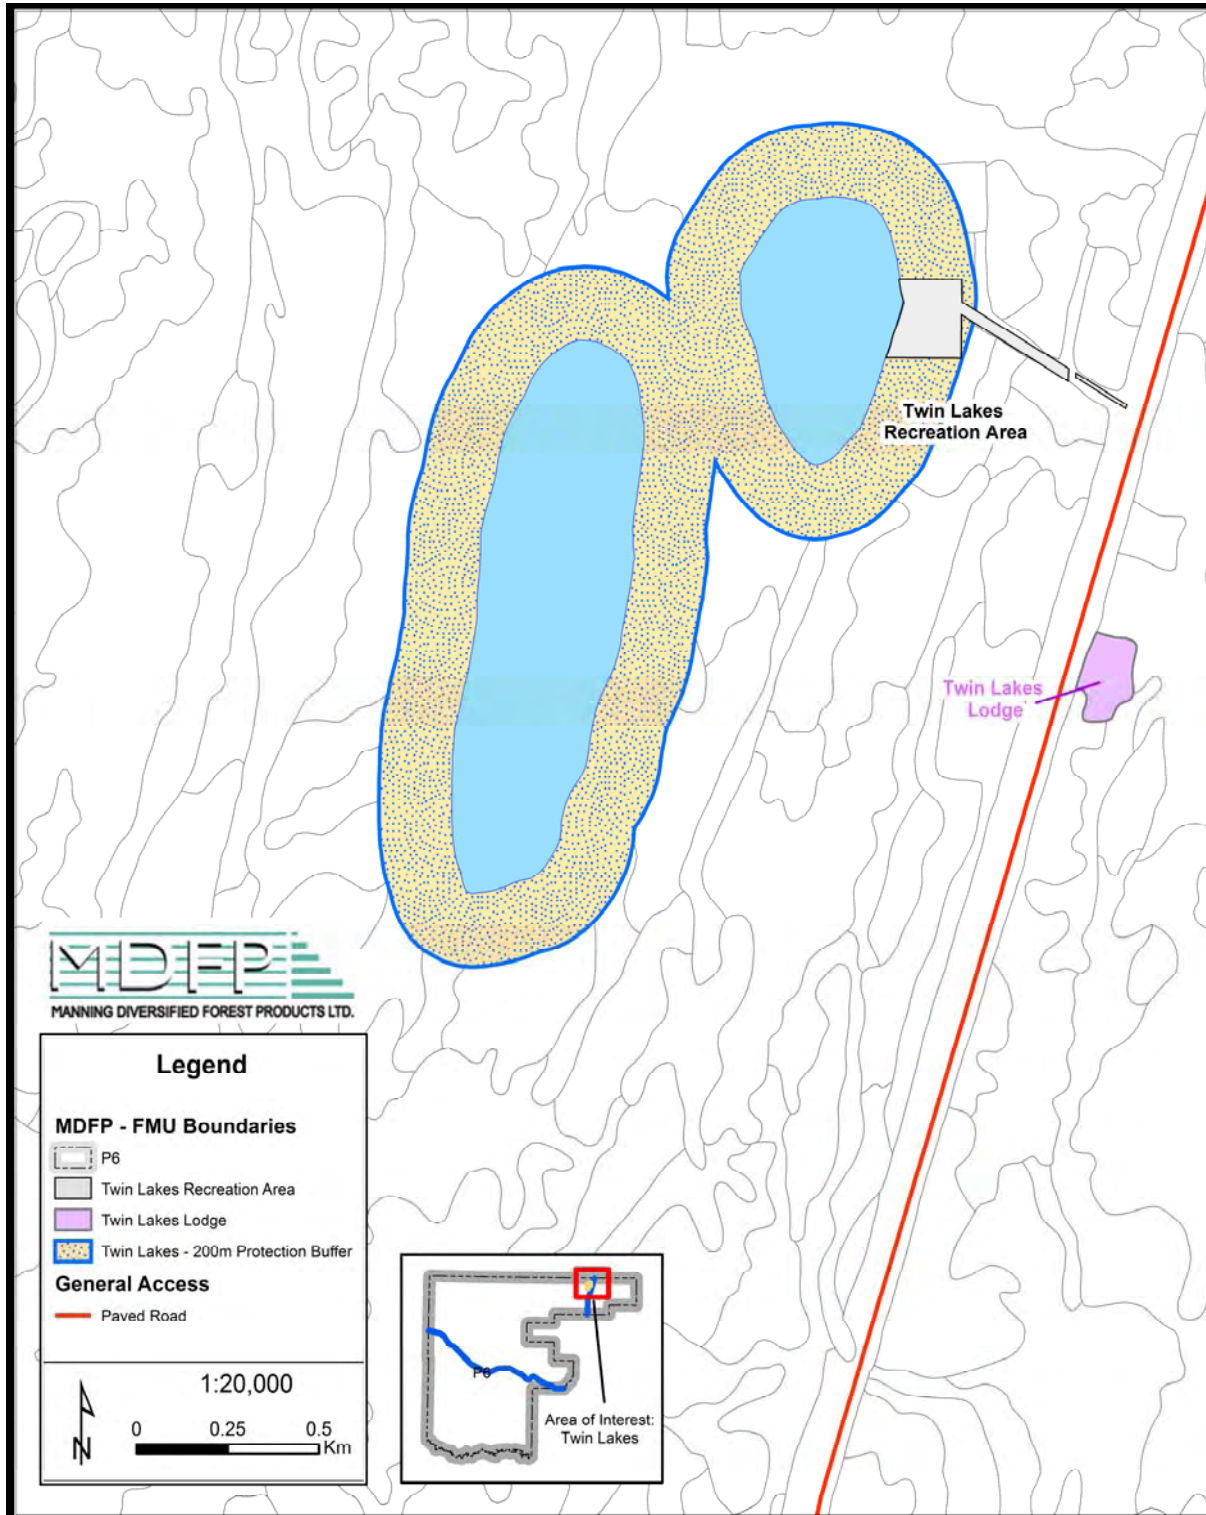 Twin Lakes
Recreation Area
Twin Lakes
Lodge
MDFP
MANNING DIVERSIFIED FOREST PRODUCTS LTD.
Legend
MDFP - FMU Boundaries
P6
Twin Lakes Recreation Area
Twin Lakes Lodge
Twin Lakes - 200m Protection Buffer
General Access
Paved Road
1:20,000
0 0.25 0.5
Km
N
P6
Area of Interest:
Twin Lakes